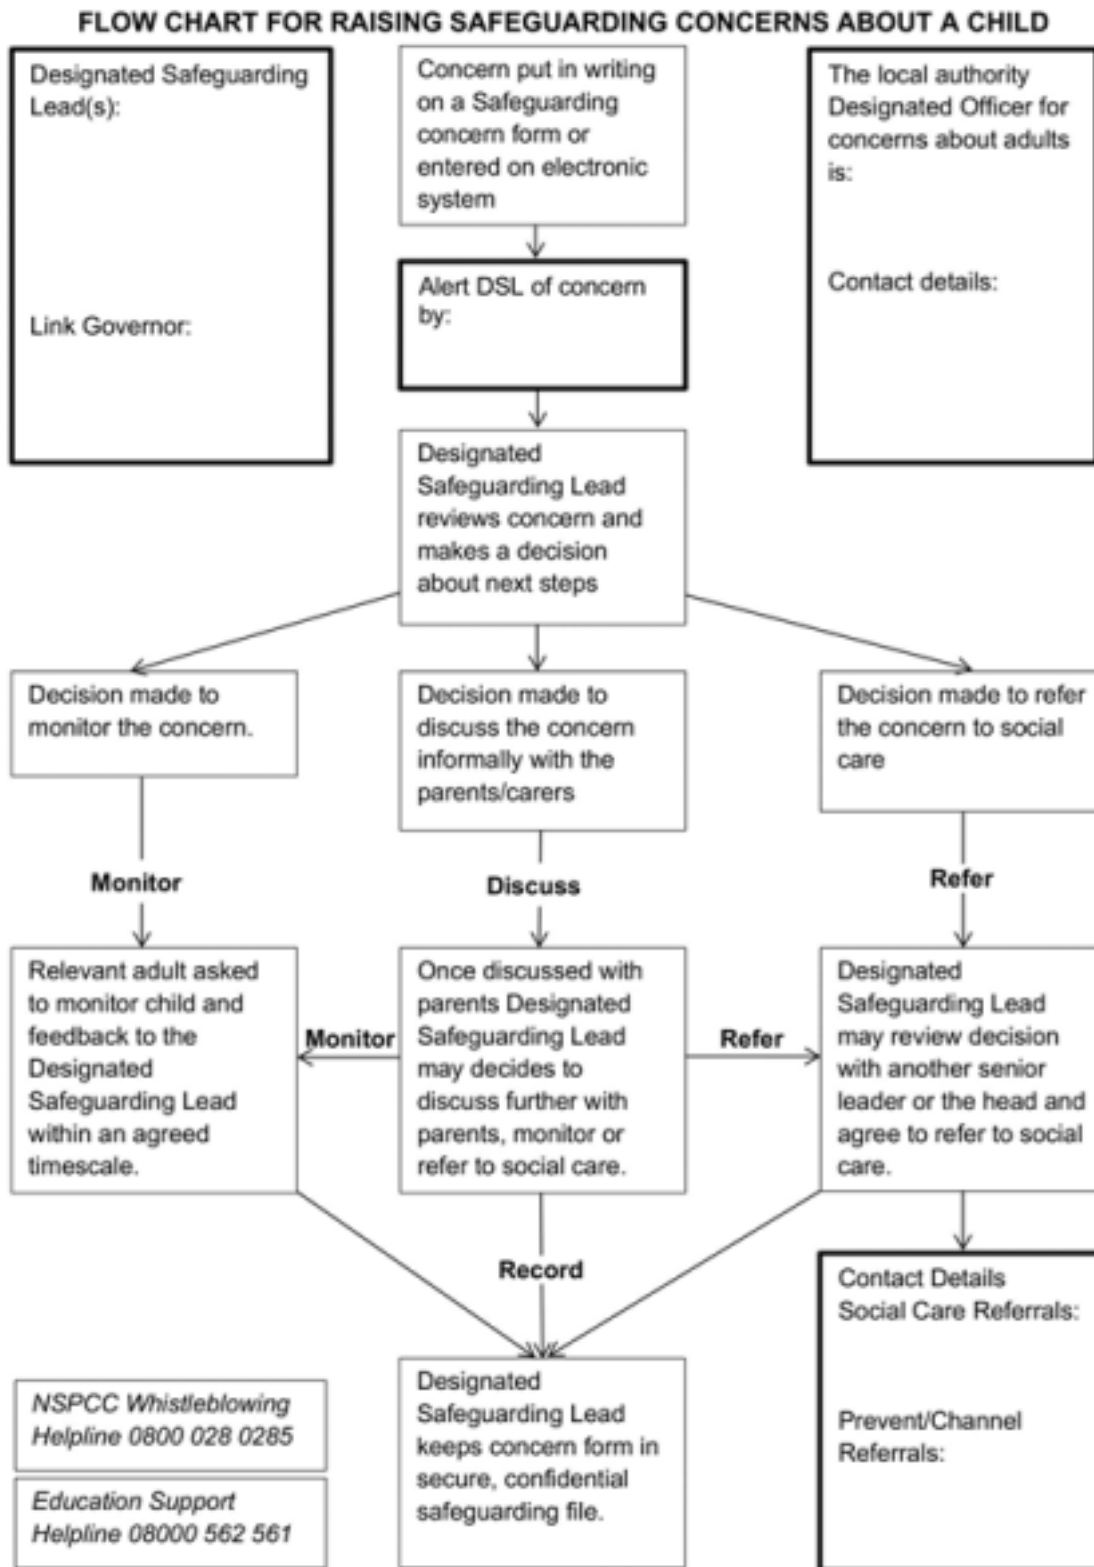 FLOW CHART FOR RAISING SAFEGUARDING CONCERNS ABOUT A CHILD
Designated Safeguarding
Lead(s):
Link Governor:
Concern put in writing
on a Safeguarding
concern form or
entered on electronic
system
The local authority
Designated Officer for
concerns about adults
is:
Contact details:
Alert DSL of concern
by:
Designated
Safeguarding Lead
reviews concern and
makes a decision
about next steps
Decision made to
monitor the concern.
Decision made to
discuss the concern
informally with the
parents/carers
Decision made to refer
the concern to social
care
Monitor
Discuss
Refer
Relevant adult asked
to monitor child and
feedback to the
Designated
Safeguarding Lead
within an agreed
timescale.
Monitor
Once discussed with
parents Designated
Safeguarding Lead
may decides to
discuss further with
parents, monitor or
refer to social care.
Refer
Designated
Safeguarding Lead
may review decision
with another senior
leader or the head and
agree to refer to social
care.
Record
Contact Details
Social Care Referrals:
Prevent/Channel
Referrals:
Designated
Safeguarding Lead
keeps concern form in
secure, confidential
safeguarding file.
NSPCC Whistleblowing
Helpline 0800 028 0285
Education Support
Helpline 08000 562 561